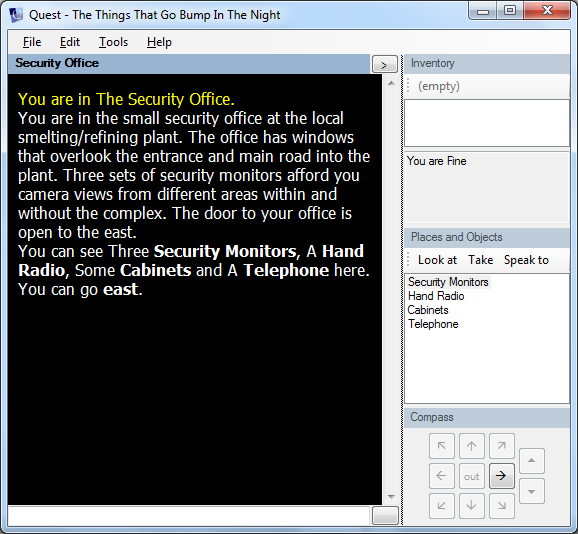 Quest - The Things That Go Bump In The Night
File Edit Tools Help
Security Office
>
You are in The Security Office.
You are in the small security office at the local
smelting/refining plant. The office has windows
that overlook the entrance and main road into the
plant. Three sets of security monitors afford you
camera views from different areas within and
without the complex. The door to your office is
open to the east.
You can see Three Security Monitors, A Hand
Radio, Some Cabinets and A Telephone here.
You can go east.
Inventory
(empty)
You are Fine
Places and Objects
Look at Take Speak to
Security Monitors
Hand Radio
Cabinets
Telephone
Compass
out